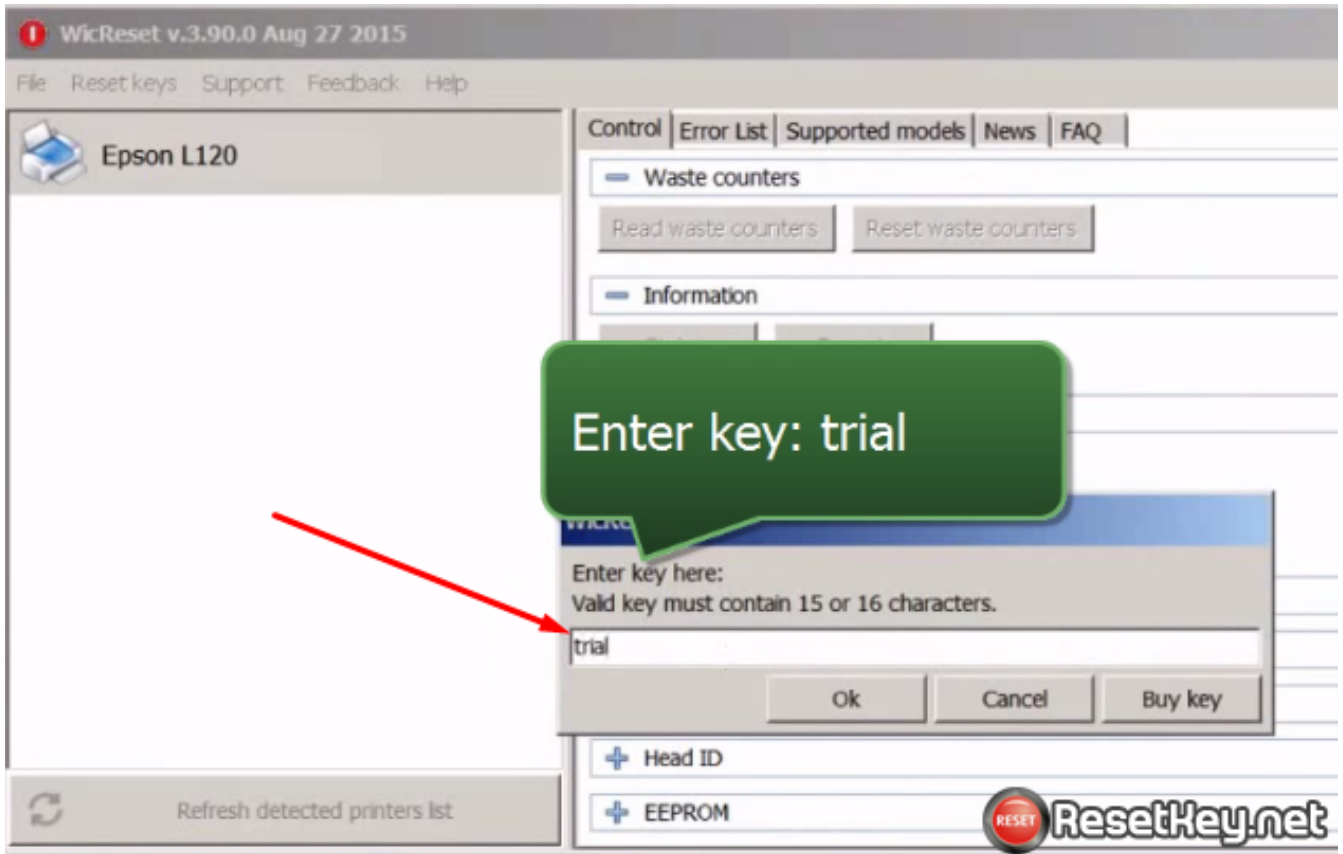 WicReset v.3.90.0 Aug 27 2015
File Reset keys Support Feedback Help
Epson L120
Control Error List Supported models News FAQ
Waste counters
Read waste counters Reset waste counters
Information
Enter key: trial
Enter key here:
Valid key must contain 15 or 16 characters.
trial
Ok Cancel Buy key
Head ID
EEPROM
Refresh detected printers list
RESET ResetKey.net